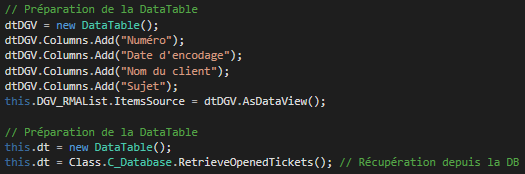 // Préparation de la DataTable
dtDGV = new DataTable();
dtDGV.Columns.Add("Numéro");
dtDGV.Columns.Add("Date d'encodage");
dtDGV.Columns.Add("Nom du client");
dtDGV.Columns.Add("Sujet");
this.DGV_RMAList.ItemsSource = dtDGV.AsDataView();

// Préparation de la DataTable
this.dt = new DataTable();
this.dt = Class.C_Database.RetrieveOpenedTickets(); // Récupération depuis la DB